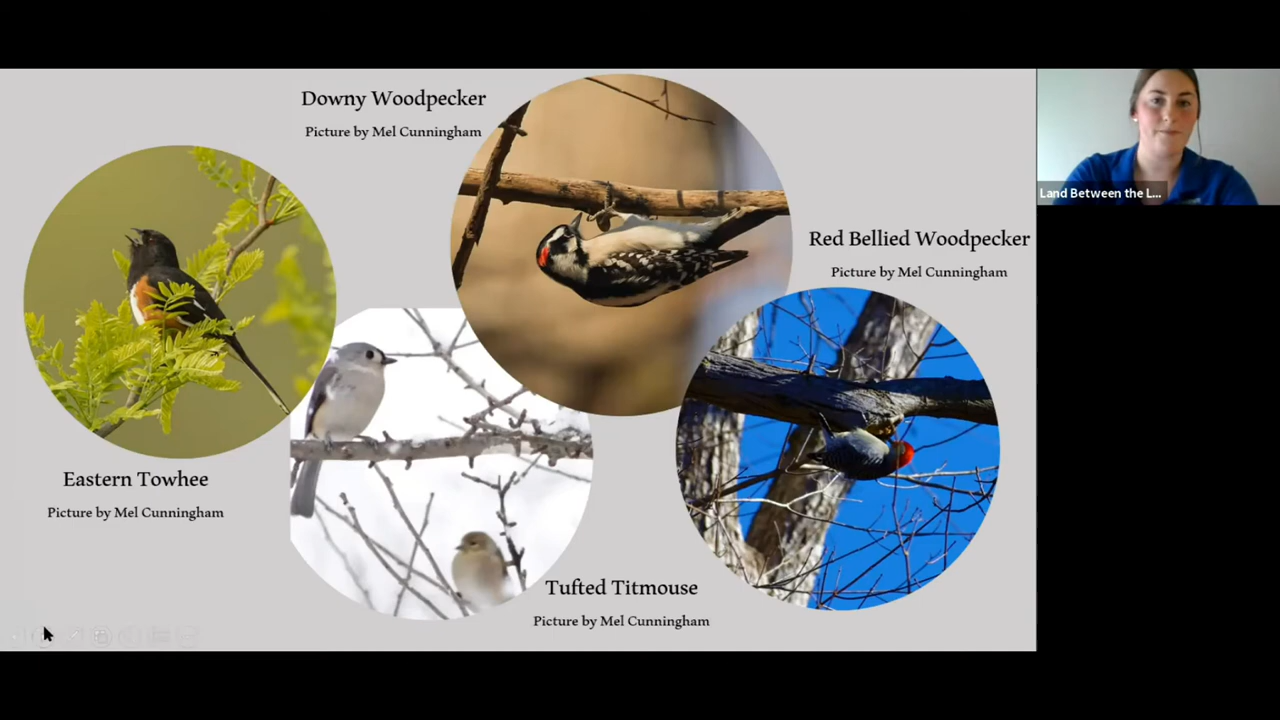 Downy Woodpecker
Picture by Mel Cunningham
Land Between the L...
Red Bellied Woodpecker
Picture by Mel Cunningham
Eastern Towhee
Picture by Mel Cunningham
Tufted Titmouse
Picture by Mel Cunningham